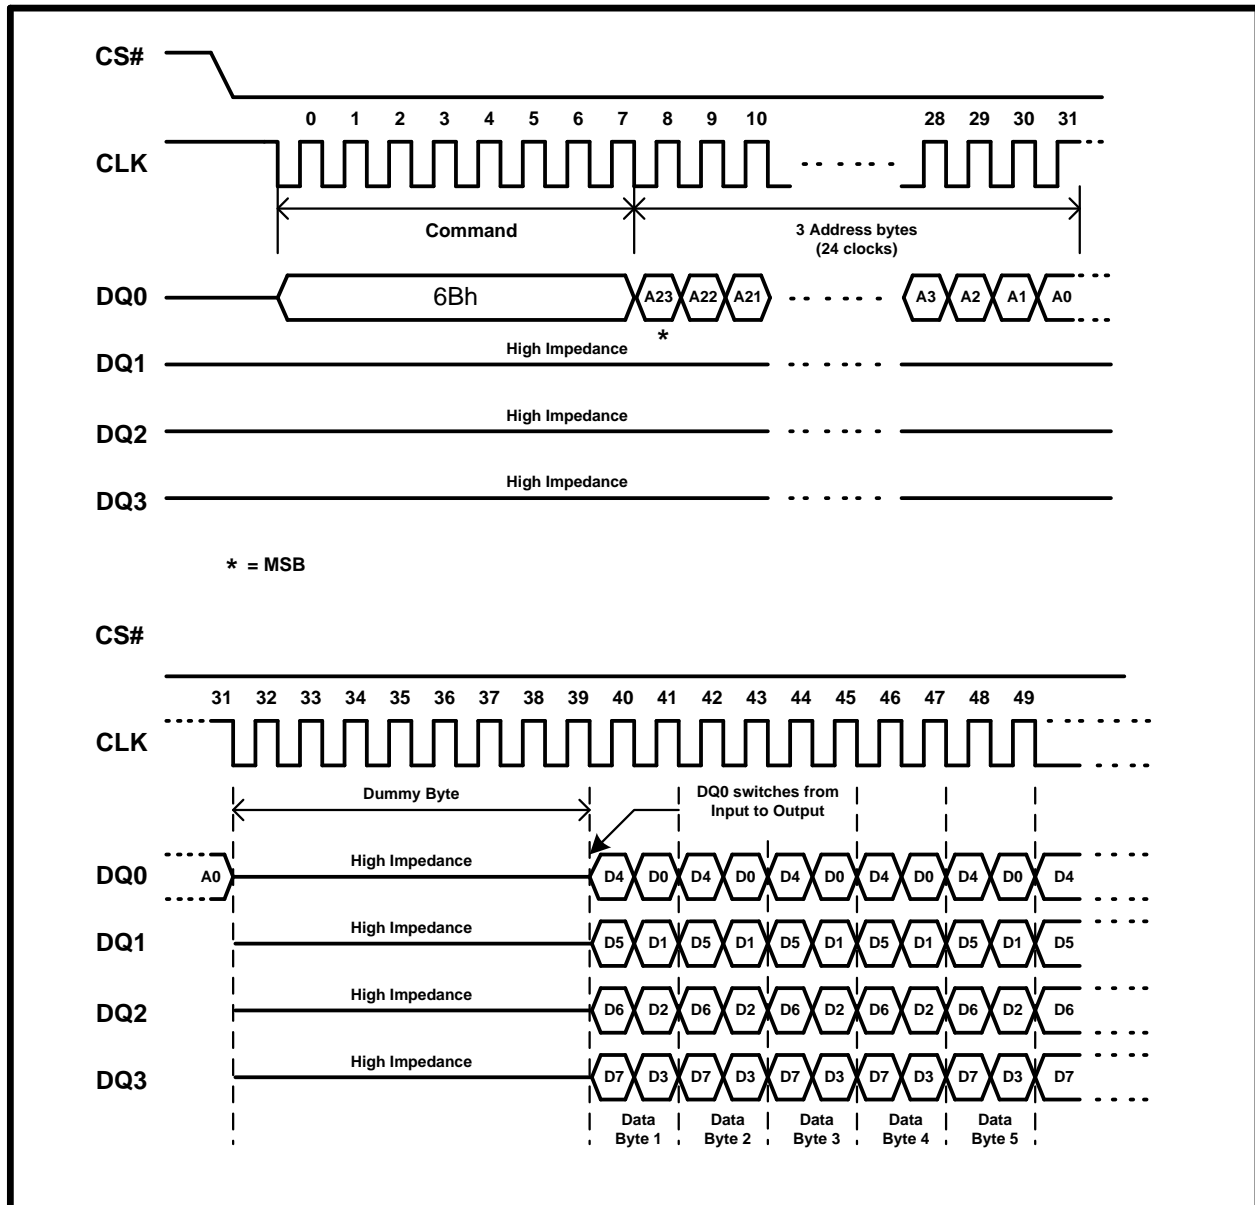 CS#
0 1 2 3 4 5 6 7 8 9 10 28 29 30 31
CLK
Command
3 Address bytes
(24 clocks)
DQ0 6Bh A23 A22 A21 A3 A2 A1 A0
*
High Impedance
DQ1
High Impedance
DQ2
High Impedance
DQ3
* = MSB
CS#
31 32 33 34 35 36 37 38 39 40 41 42 43 44 45 46 47 48 49
CLK
Dummy Byte
DQ0 switches from
Input to Output
High Impedance
DQ0 A0 D4 D0 D4 D0 D4 D0 D4 D0 D4 D0 D4
High Impedance
DQ1 D5 D1 D5 D1 D5 D1 D5 D1 D5 D1 D5
High Impedance
DQ2 D6 D2 D6 D2 D6 D2 D6 D2 D6 D2 D6
High Impedance
DQ3 D7 D3 D7 D3 D7 D3 D7 D3 D7 D3 D7
Data
Byte 1
Data
Byte 2
Data
Byte 3
Data
Byte 4
Data
Byte 5